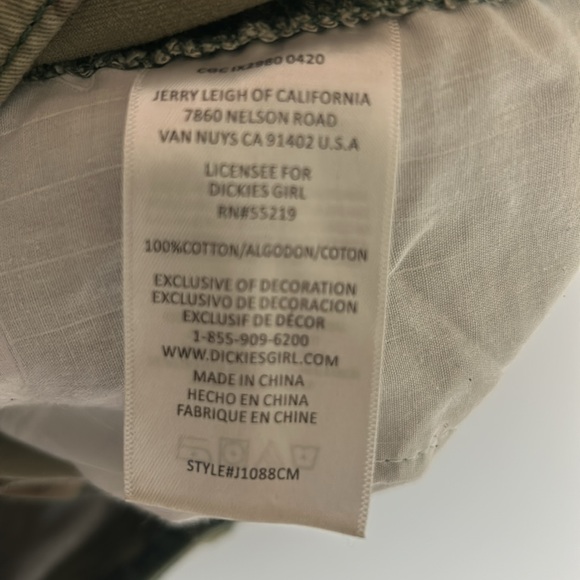 0420
JERRY LEIGH OF CALIFORNIA
7860 NELSON ROAD
VAN NUYS CA 91402 U.S.A
LICENSEE FOR
DICKIES GIRL
RN#55219
100%COTTON/ALGODON/COTON
EXCLUSIVE OF DECORATION
EXCLUSIVO DE DECORACION
EXCLUSIF DE DÉCOR
1-855-909-6200
WWW.DICKIESGIRL.COM
MADE IN CHINA
HECHO EN CHINA
FABRIQUE EN CHINE
STYLE#J1088CM